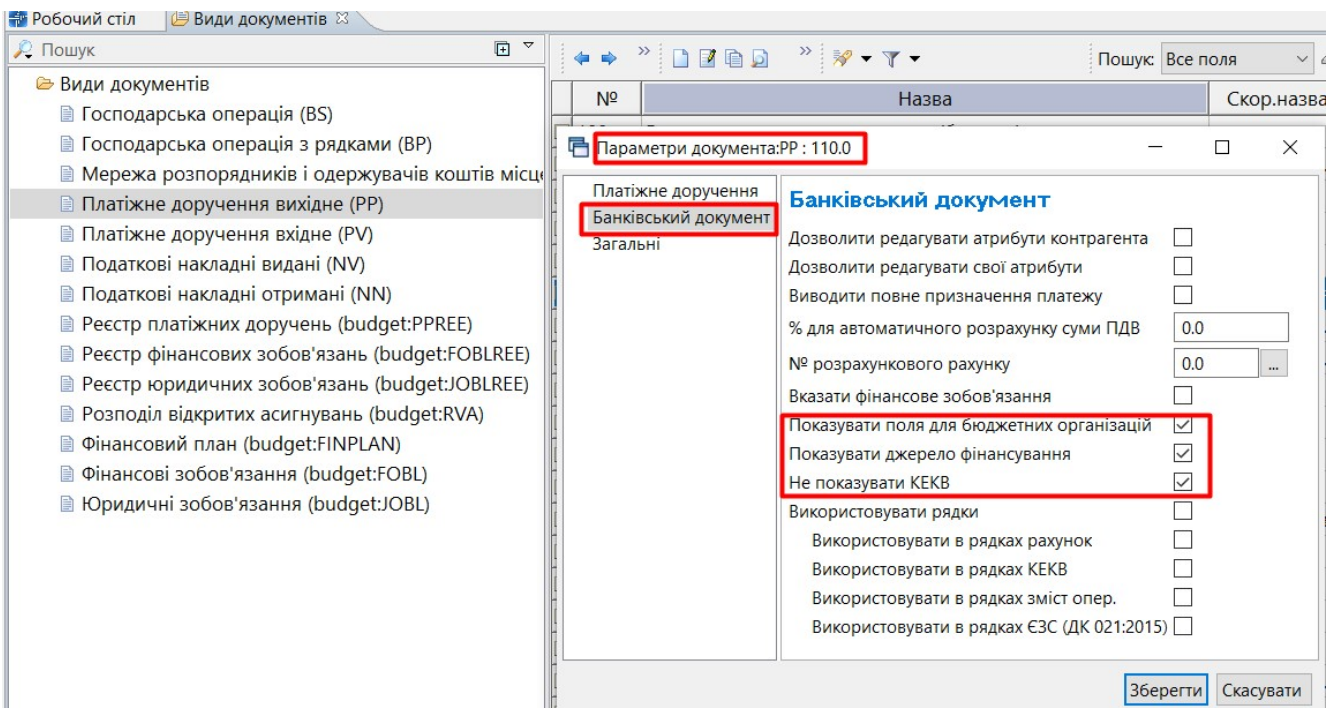 Робочий стіл
Види документів
Пошук
Види документів
Господарська операція (BS)
Господарська операція з рядками (BP)
Мережа розпорядників і одержувачів коштів
Платіжне доручення вихідне (PP)
Платіжне доручення вхідне (PV)
Податкові накладні видані (NV)
Податкові накладні отримані (NN)
Реєстр платіжних доручень (budget:PPREE)
Реєстр фінансових зобов'язань (budget:FOBLREE)
Реєстр юридичних зобов'язань (budget:JOBLREE)
Розподіл відкритих асигнувань (budget:RVA)
Фінансовий план (budget:FINPLAN)
Фінансові зобов'язання (budget:FOBL)
Юридичні зобов'язання (budget:JOBL)
Пошук: Все поля
№ Назва Скор.назва
Параметри документа:PP : 110.0
Платіжне доручення
Банківський документ
Загальні
Банківський документ
Дозволити редагувати атрибути контрагента
Дозволити редагувати свої атрибути
Виводити повне призначення платежу
% для автоматичного розрахунку суми ПДВ 0.0
№ розрахункового рахунку 0.0 ...
Вказати фінансове зобов'язання
Показувати поля для бюджетних організацій
Показувати джерело фінансування
Не показувати КЕКВ
Використовувати рядки
Використовувати в рядках рахунок
Використовувати в рядках КЕКВ
Використовувати в рядках зміст опер.
Використовувати в рядках ЄЗС (ДК 021:2015)
Зберегти Скасувати